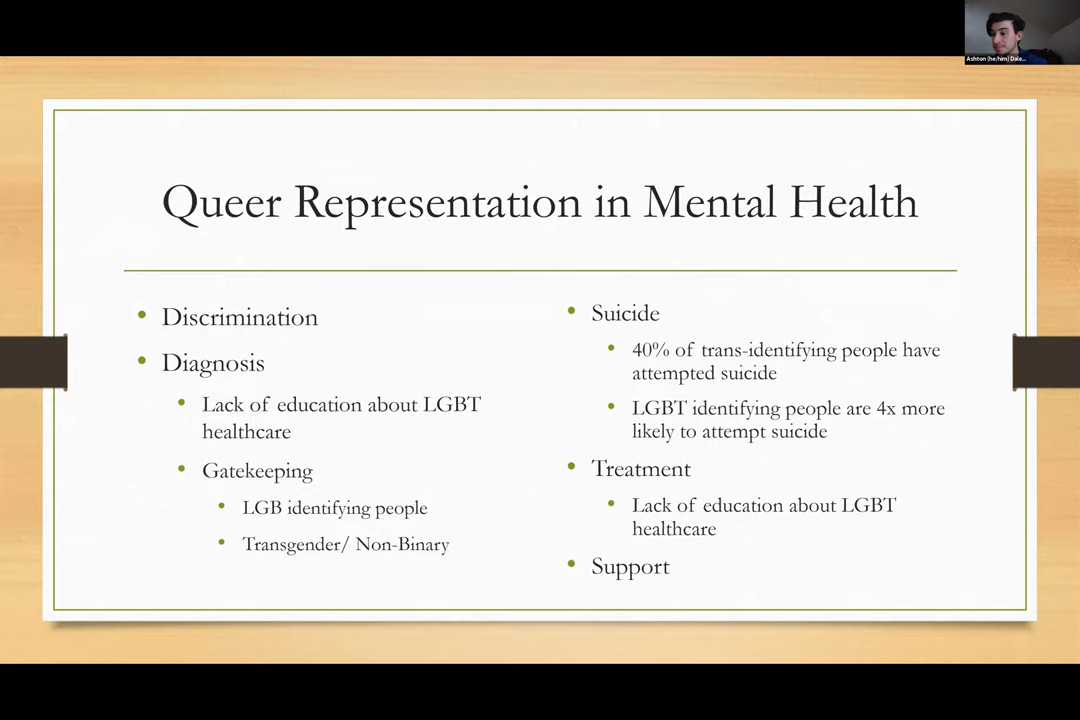 Ashton (he/him) Dale...
Queer Representation in Mental Health
• Discrimination
• Diagnosis
• Lack of education about LGBT
healthcare
• Gatekeeping
• LGB identifying people
• Transgender/ Non-Binary
• Suicide
• 40% of trans-identifying people have
attempted suicide
• LGBT identifying people are 4x more
likely to attempt suicide
• Treatment
• Lack of education about LGBT
healthcare
• Support